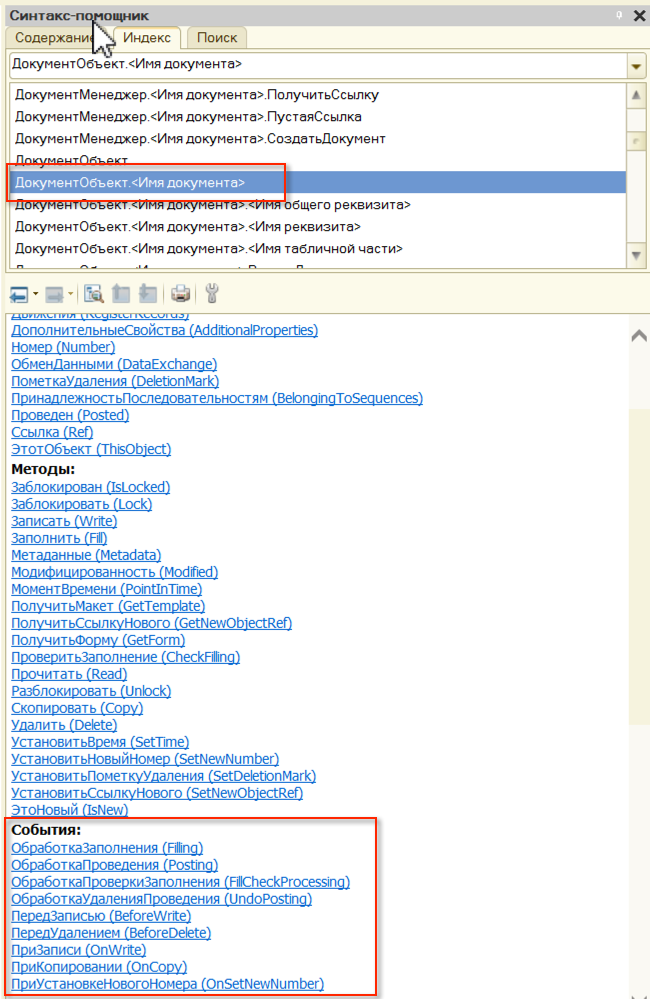 Синтакс-помощник
Содержание Индекс Поиск
ДокументОбъект.<Имя документа>
ДокументМенеджер.<Имя документа>.ПолучитьСсылку
ДокументМенеджер.<Имя документа>.ПустаяСсылка
ДокументМенеджер.<Имя документа>.СоздатьДокумент
ДокументОбъект
ДокументОбъект.<Имя документа>
ДокументОбъект.<Имя документа>.<Имя общего реквизита>
ДокументОбъект.<Имя документа>.<Имя реквизита>
ДокументОбъект.<Имя документа>.<Имя табличной части>
Движения (RegisterRecords)
ДополнительныеСвойства (AdditionalProperties)
Номер (Number)
ОбменДанными (DataExchange)
ПометкаУдаления (DeletionMark)
ПринадлежностьПоследовательностям (BelongingToSequences)
Проведен (Posted)
Ссылка (Ref)
ЭтотОбъект (ThisObject)
Методы:
Заблокирован (IsLocked)
Заблокировать (Lock)
Записать (Write)
Заполнить (Fill)
Метаданные (Metadata)
Модифицированность (Modified)
МоментВремени (PointInTime)
ПолучитьМакет (GetTemplate)
ПолучитьСсылкуНового (GetNewObjectRef)
ПолучитьФорму (GetForm)
ПроверитьЗаполнение (CheckFilling)
Прочитать (Read)
Разблокировать (Unlock)
Скопировать (Copy)
Удалить (Delete)
УстановитьВремя (SetTime)
УстановитьНовыйНомер (SetNewNumber)
УстановитьПометкуУдаления (SetDeletionMark)
УстановитьСсылкуНового (SetNewObjectRef)
ЭтоНовый (IsNew)
События:
ОбработкаЗаполнения (Filling)
ОбработкаПроведения (Posting)
ОбработкаПроверкиЗаполнения (FillCheckProcessing)
ОбработкаУдаленияПроведения (UndoPosting)
ПередЗаписью (BeforeWrite)
ПередУдалением (BeforeDelete)
ПриЗаписи (OnWrite)
ПриКопировании (OnCopy)
ПриУстановкеНовогоНомера (OnSetNewNumber)